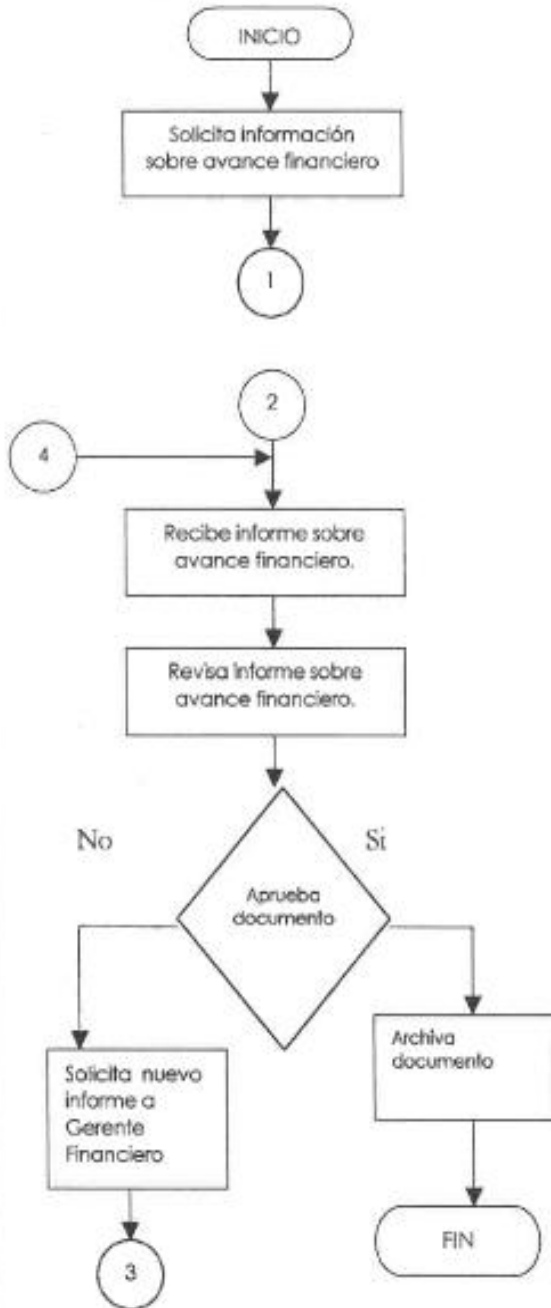 INICIO
Solicita información
sobre avance financiero
1
2
4
Recibe informe sobre
avance financiero.
Revisa informe sobre
avance financiero.
No
Si
Aprueba
documento
Solicita nuevo
informe a
Gerente
Financiero
Archiva
documento
3
FIN